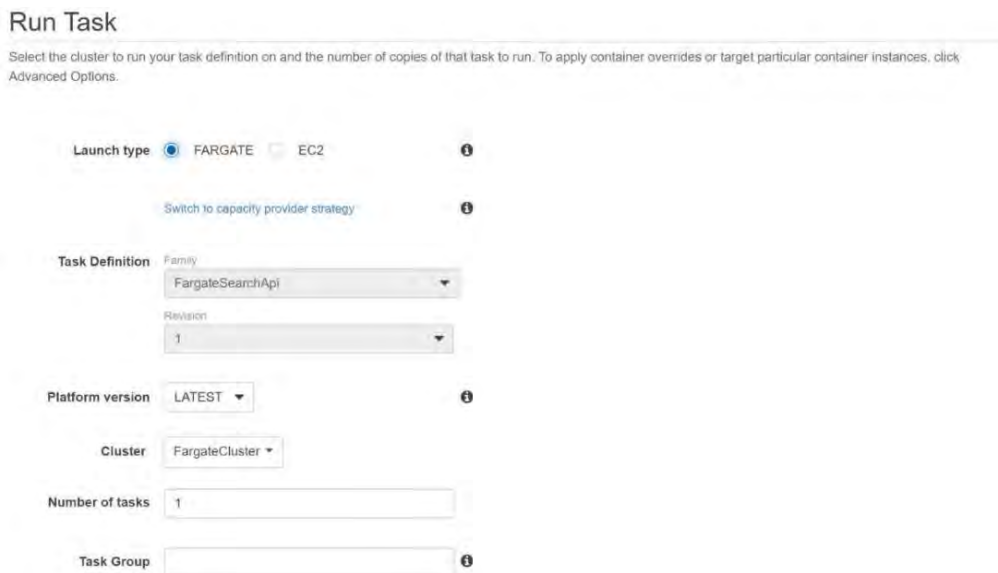 Run Task
Select the cluster to run your task definition on and the number of copies of that task to run. To apply container overrides or target particular container instances, click
Advanced Options.
Launch type FARGATE EC2
Switch to capacity provider strategy
Task Definition Family
FargateSearchApi
Revision
1
Platform version LATEST
Cluster FargateCluster
Number of tasks 1
Task Group